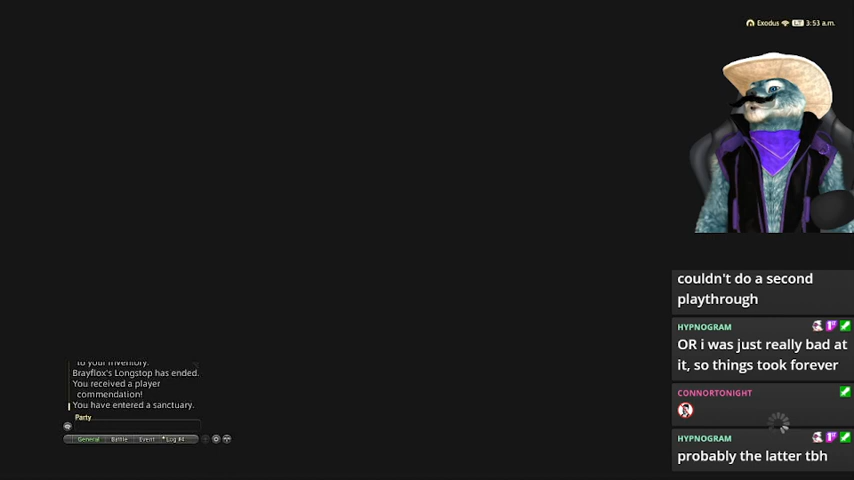 Exodus LT 3:53 a.m.
couldn't do a second
playthrough
HYPNOGRAM
OR i was just really bad at
it, so things took forever
CONNORTONIGHT
HYPNOGRAM
probably the latter tbh
to your inventory.
Brayflox's Longstop has ended.
You received a player
commendation!
You have entered a sanctuary.
Party
General Battle Event Log #4